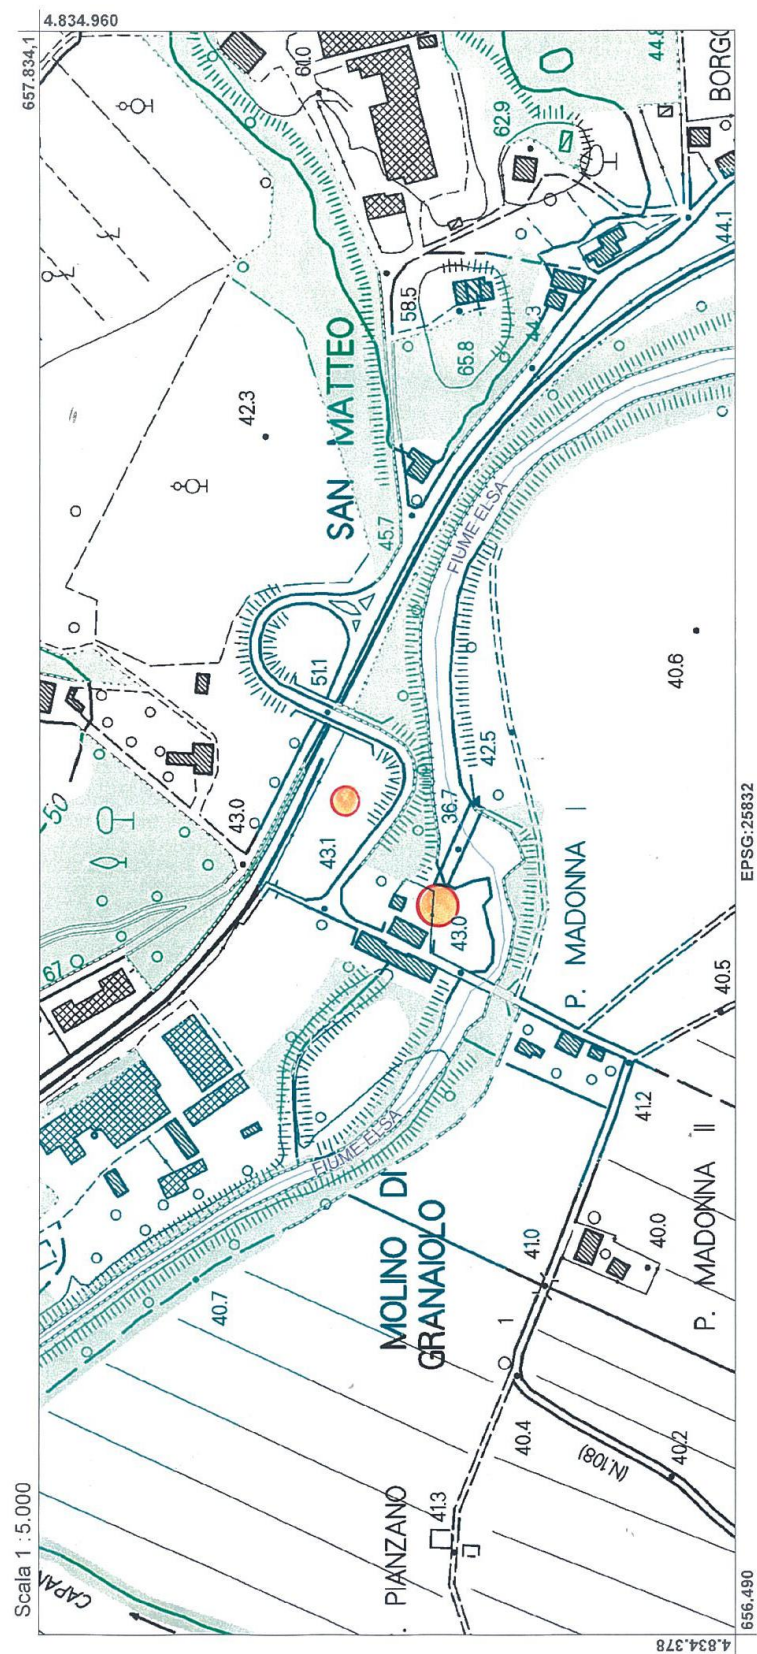 4.834.960
657.834,1
61.0
44.8
BORGO
62.9
44.1
58.5
65.8
44.3
SAN MATTEO
42.3
45.7
FIUME ELSA
51.1
40.6
42.5
50
43.0
43.1
36.7
P. MADONNA I
EPSG:25832
67
43.0
40.5
41.2
FIUME ELSA
P. MADONNA II
MOLINO DI
GRANAIOLO
41.0
40.0
40.7
1
40.4
(N.108)
40.2
Scala 1 : 5.000
PIANZANO
41.3
CAPAN
656.490
4.834.378